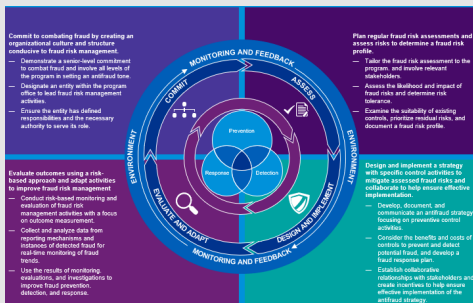 Commit to combating fraud by creating an
organizational culture and structure
conducive to fraud risk management.
— Demonstrate a senior-level commitment
to combat fraud and involve all levels of
the program in setting an antifraud tone.
— Designate an entity within the program
office to lead fraud risk management
activities.
— Ensure the entity has defined
responsibilities and the necessary
authority to serve its role.
Plan regular fraud risk assessments and
assess risks to determine a fraud risk
profile.
— Tailor the fraud risk assessment to the
program, and involve relevant
stakeholders.
— Assess the likelihood and impact of
fraud risks and determine risk
tolerance.
— Examine the suitability of existing
controls, prioritize residual risks, and
document a fraud risk profile.
MONITORING AND FEEDBACK
COMMIT
ASSESS
ENVIRONMENT
ENVIRONMENT
Prevention
Response
Detection
EVALUATE AND ADAPT
DESIGN AND IMPLEMENT
MONITORING AND FEEDBACK
Evaluate outcomes using a risk-
based approach and adapt activities
to improve fraud risk management
— Conduct risk-based monitoring and
evaluation of fraud risk
management activities with a focus
on outcome measurement.
— Collect and analyze data from
reporting mechanisms and
instances of detected fraud for
real-time monitoring of fraud
trends.
— Use the results of monitoring,
evaluations, and investigations to
improve fraud prevention,
detection, and response.
Design and implement a strategy
with specific control activities to
mitigate assessed fraud risks and
collaborate to help ensure effective
implementation.
— Develop, document, and
communicate an antifraud strategy,
focusing on preventive control
activities.
— Consider the benefits and costs of
controls to prevent and detect
potential fraud, and develop a
fraud response plan.
— Establish collaborative
relationships with stakeholders and
create incentives to help ensure
effective implementation of the
antifraud strategy.